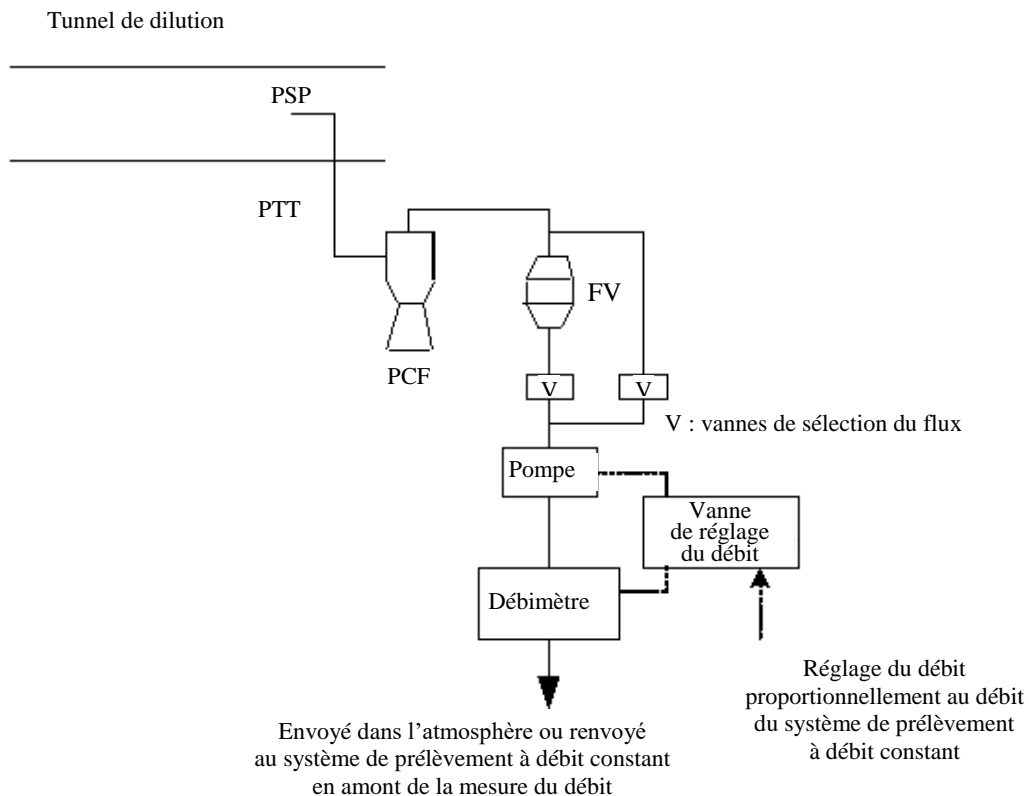 Tunnel de dilution
PSP
PTT
FV
PCF
V
V
V : vannes de sélection du flux
Pompe
Vanne
de réglage
du débit
Débimètre
Réglage du débit
proportionnellement au débit
du système de prélèvement
à débit constant
Envoyé dans l’atmosphère ou renvoyé
au système de prélèvement à débit constant
en amont de la mesure du débit